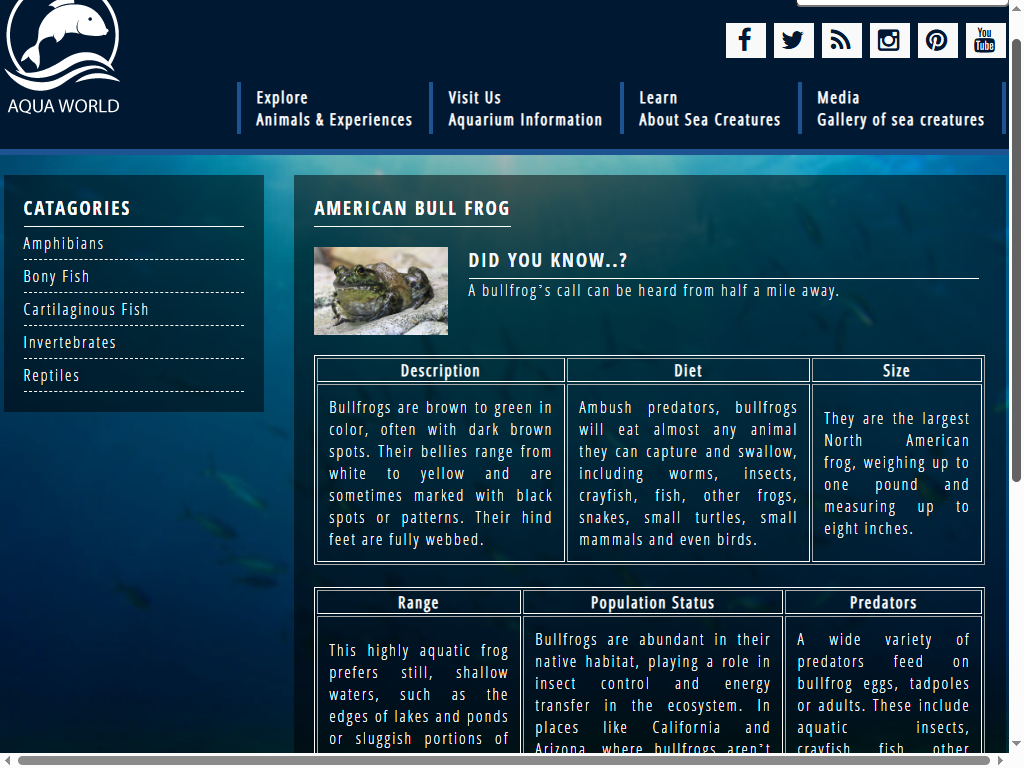 AQUA WORLD
You
Tube
Explore
Animals & Experiences
Visit Us
Aquarium Information
Learn
About Sea Creatures
Media
Gallery of sea creatures
CATAGORIES
Amphibians
Bony Fish
Cartilaginous Fish
Invertebrates
Reptiles
AMERICAN BULL FROG
DID YOU KNOW..?
A bullfrog’s call can be heard from half a mile away.
Description
Bullfrogs are brown to green in
color, often with dark brown
spots. Their bellies range from
white to yellow and are
sometimes marked with black
spots or patterns. Their hind
feet are fully webbed.
Diet
Ambush predators, bullfrogs
will eat almost any animal
they can capture and swallow,
including worms, insects,
crayfish, fish, other frogs,
snakes, small turtles, small
mammals and even birds.
Size
They are the largest
North American
frog, weighing up to
one pound and
measuring up to
eight inches.
Range
This highly aquatic frog
prefers still, shallow
waters, such as the
edges of lakes and ponds
or sluggish portions of
Population Status
Bullfrogs are abundant in their
native habitat, playing a role in
insect control and energy
transfer in the ecosystem. In
places like California and
Arizona, where bullfrogs aren’t
Predators
A wide variety of
predators feed on
bullfrog eggs, tadpoles
or adults. These include
aquatic insects,
crayfish, fish, other